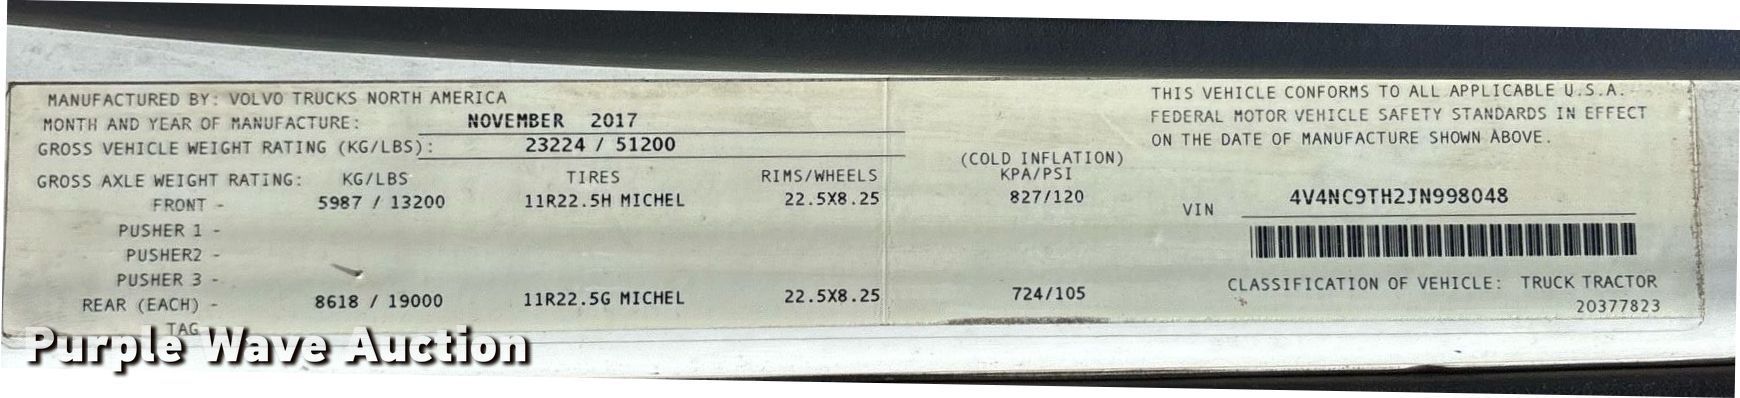 MANUFACTURED BY: VOLVO TRUCKS NORTH AMERICA
MONTH AND YEAR OF MANUFACTURE: NOVEMBER 2017
GROSS VEHICLE WEIGHT RATING (KG/LBS): 23224 / 51200
GROSS AXLE WEIGHT RATING: KG/LBS TIRES RIMS/WHEELS (COLD INFLATION) KPA/PSI
FRONT - 5987 / 13200 11R22.5H MICHEL 22.5X8.25 827/120
PUSHER 1 -
PUSHER2 -
PUSHER 3 -
REAR (EACH) - 8618 / 19000 11R22.5G MICHEL 22.5X8.25 724/105
TAG
THIS VEHICLE CONFORMS TO ALL APPLICABLE U.S.A.
FEDERAL MOTOR VEHICLE SAFETY STANDARDS IN EFFECT
ON THE DATE OF MANUFACTURE SHOWN ABOVE.
VIN 4V4NC9TH2JN998048
CLASSIFICATION OF VEHICLE: TRUCK TRACTOR
20377823
Purple Wave Auction